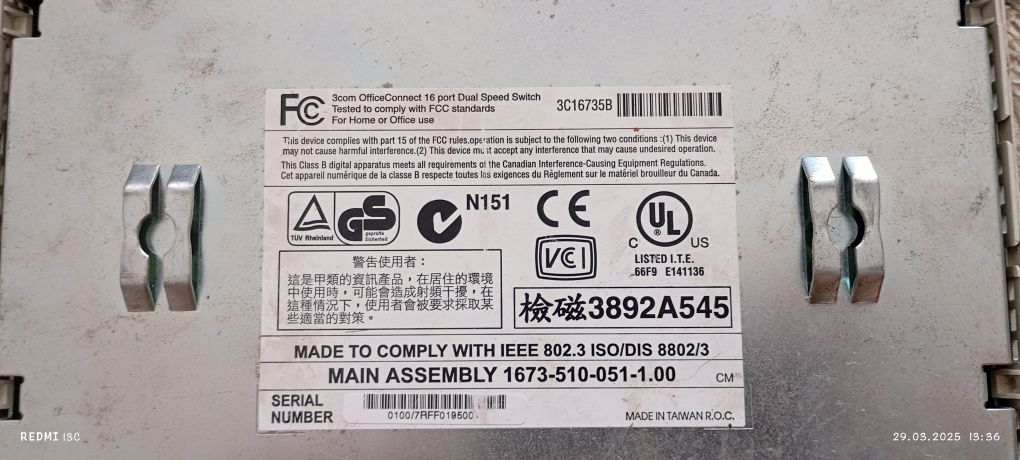 FC 3com OfficeConnect 16 port Dual Speed Switch
Tested to comply with FCC standards
For Home or Office use
3C16735B
This device complies with part 15 of the FCC rules.operation is subject to the following two conditions :(1) This device
may not cause harmful interference.(2) This device must accept any interference that may cause undesired operation.
This Class B digital apparatus meets all requirements of the Canadian Interference-Causing Equipment Regulations.
Cet apparel numérique de la classe B respecte toutes los exigences du Règlement sur le matériel brouilleur du Canada.
TÜV Rheinland
GS
geprüfte
Sicherheit
N151
CE
VCI
C UL ® US
LISTED I.T.E.
66F9 E141136
警告使用者：
這是甲類的資訊產品，在居住的環境
中使用時，可能會造成射頻干擾，在
這種情況下，使用者會被要求採取某
些適當的對策。
檢磁3892A545
MADE TO COMPLY WITH IEEE 802.3 ISO/DIS 8802/3
MAIN ASSEMBLY 1673-510-051-1.00 CM
SERIAL
NUMBER
0100/7RFF019500
MADE IN TAIWAN R.O.C.
REDMI 13C
29.03.2025 13:36